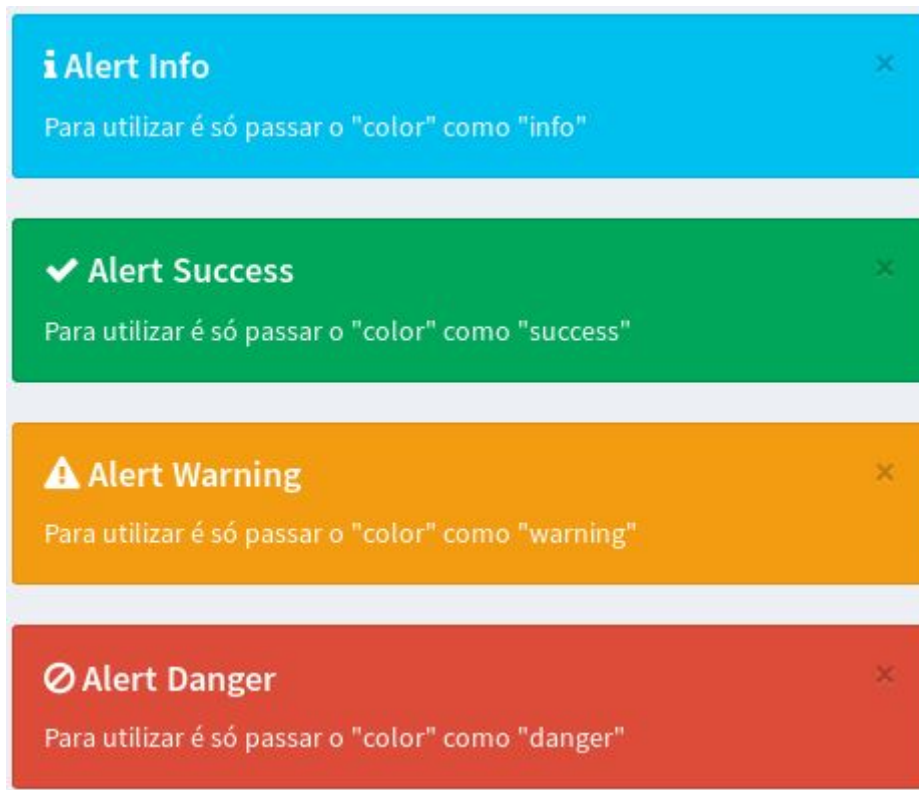 Alert Info
×
Para utilizar é só passar o "color" como "info"
Alert Success
×
Para utilizar é só passar o "color" como "success"
Alert Warning
×
Para utilizar é só passar o "color" como "warning"
Alert Danger
×
Para utilizar é só passar o "color" como "danger"